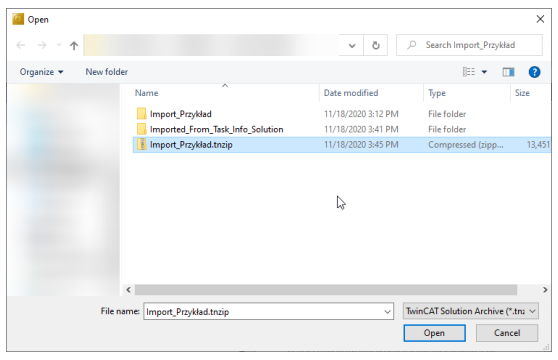 Open
Search Import_Przykład
Organize New folder
Name Date modified Type Size
Import_Przykład 11/18/2020 3:12 PM File folder
Imported_From_Task_Info_Solution 11/18/2020 3:41 PM File folder
Import_Przykład.tnzip 11/18/2020 3:45 PM Compressed (zipp... 13,451
File name: Import_Przykład.tnzip TwinCAT Solution Archive (*.tnz
Open Cancel